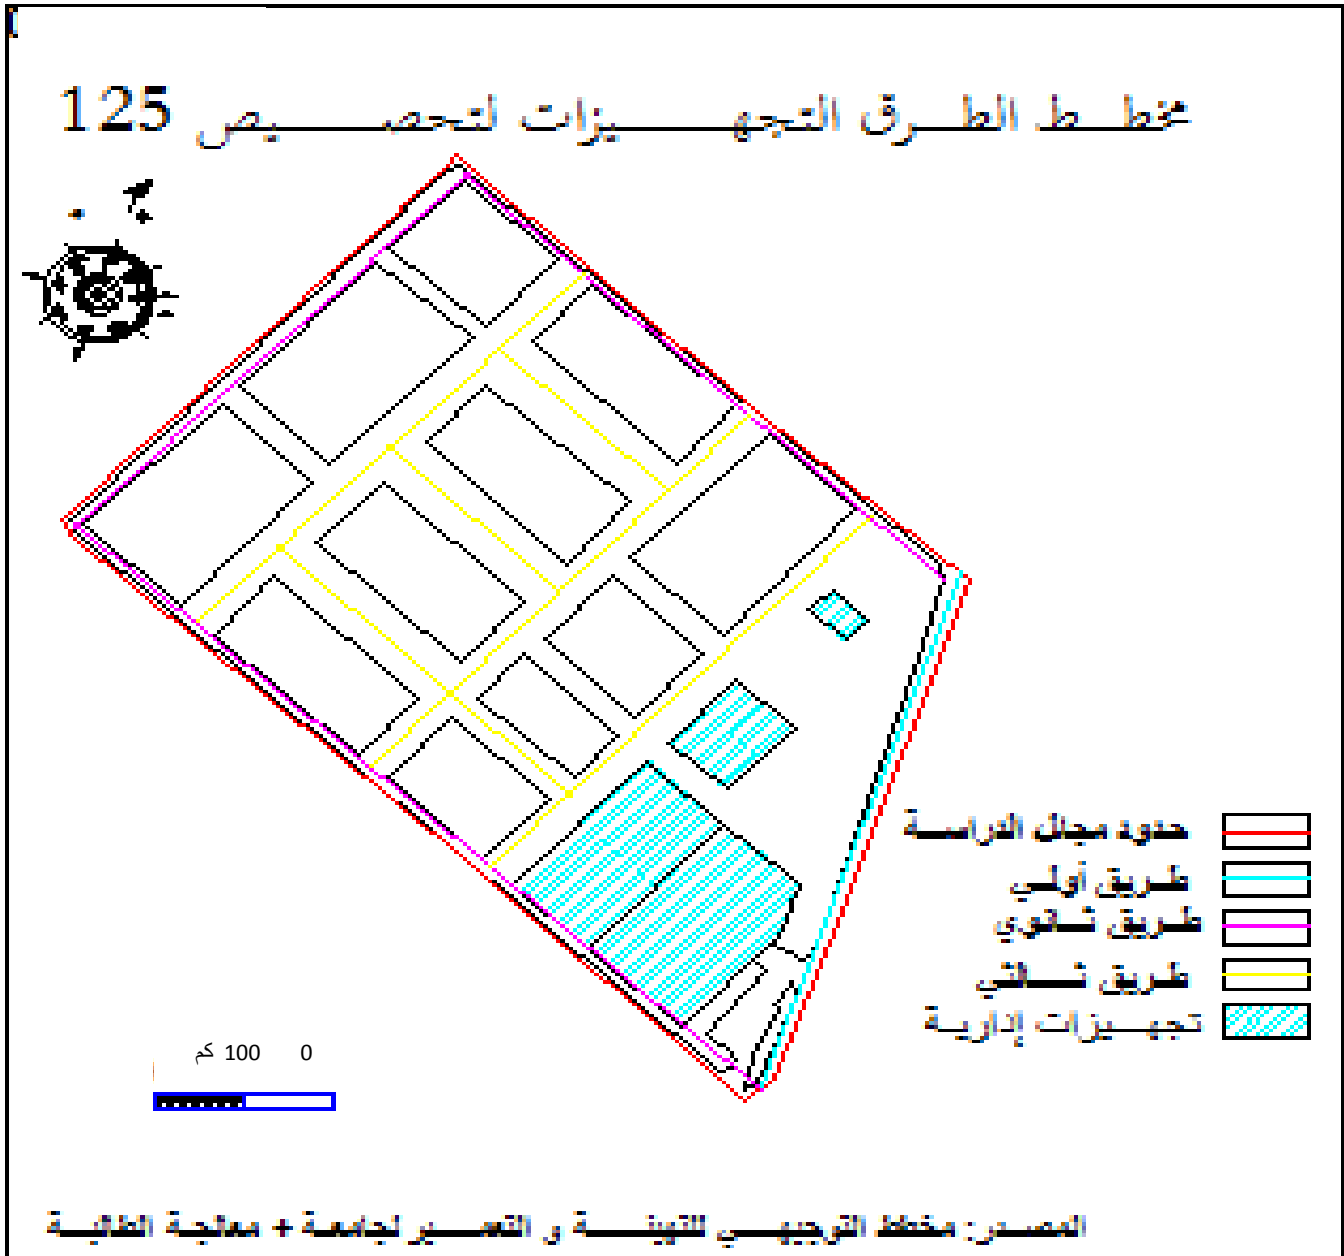 مخطط الطرق التجهيزات لتحصيص 125
حدود مجال الدراسة
طريق أولي
طريق ثانوي
طريق ثالثي
تجهيزات إدارية
0 100 كم
المصدر: مخطط التوجيهي للتهيئة و التعمير لجامعة + معالجة الطالبة